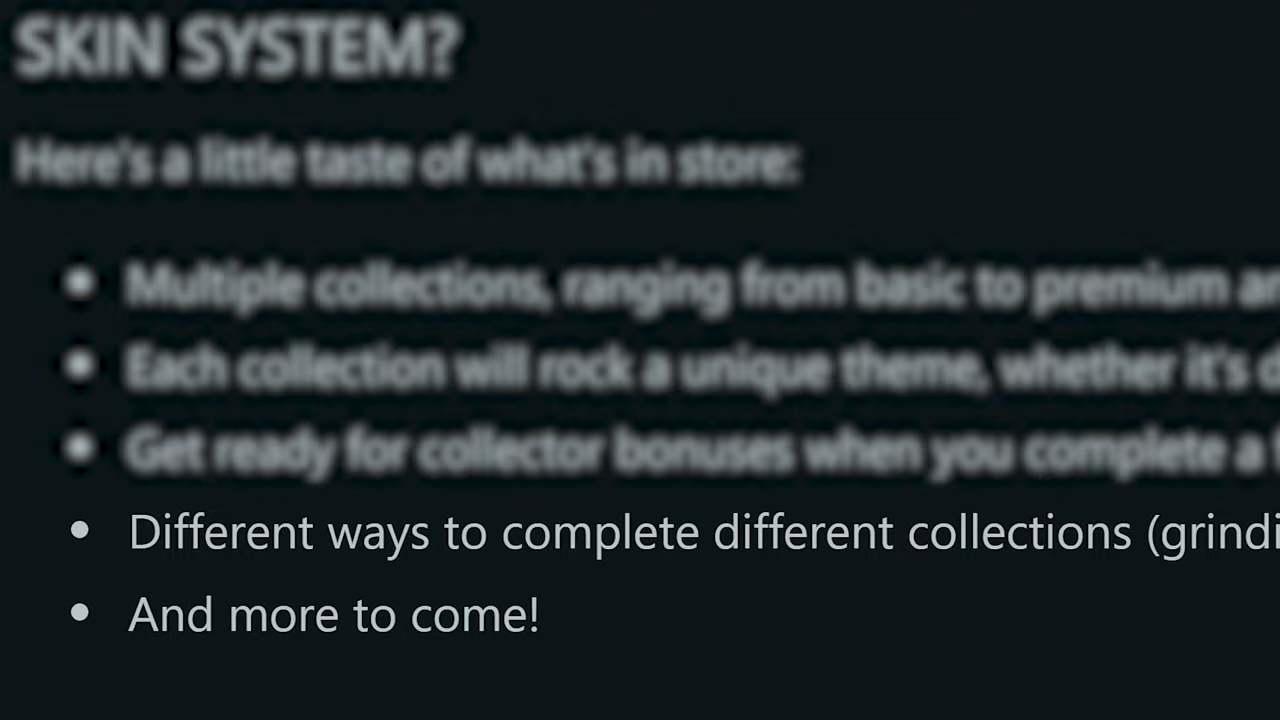 SKIN SYSTEM?
Here's a little taste of what's in store:
• Multiple collections, ranging from basic to premium
• Each collection will rock a unique theme, whether it's
• Get ready for collector bonuses when you complete a
• Different ways to complete different collections (grindi
• And more to come!